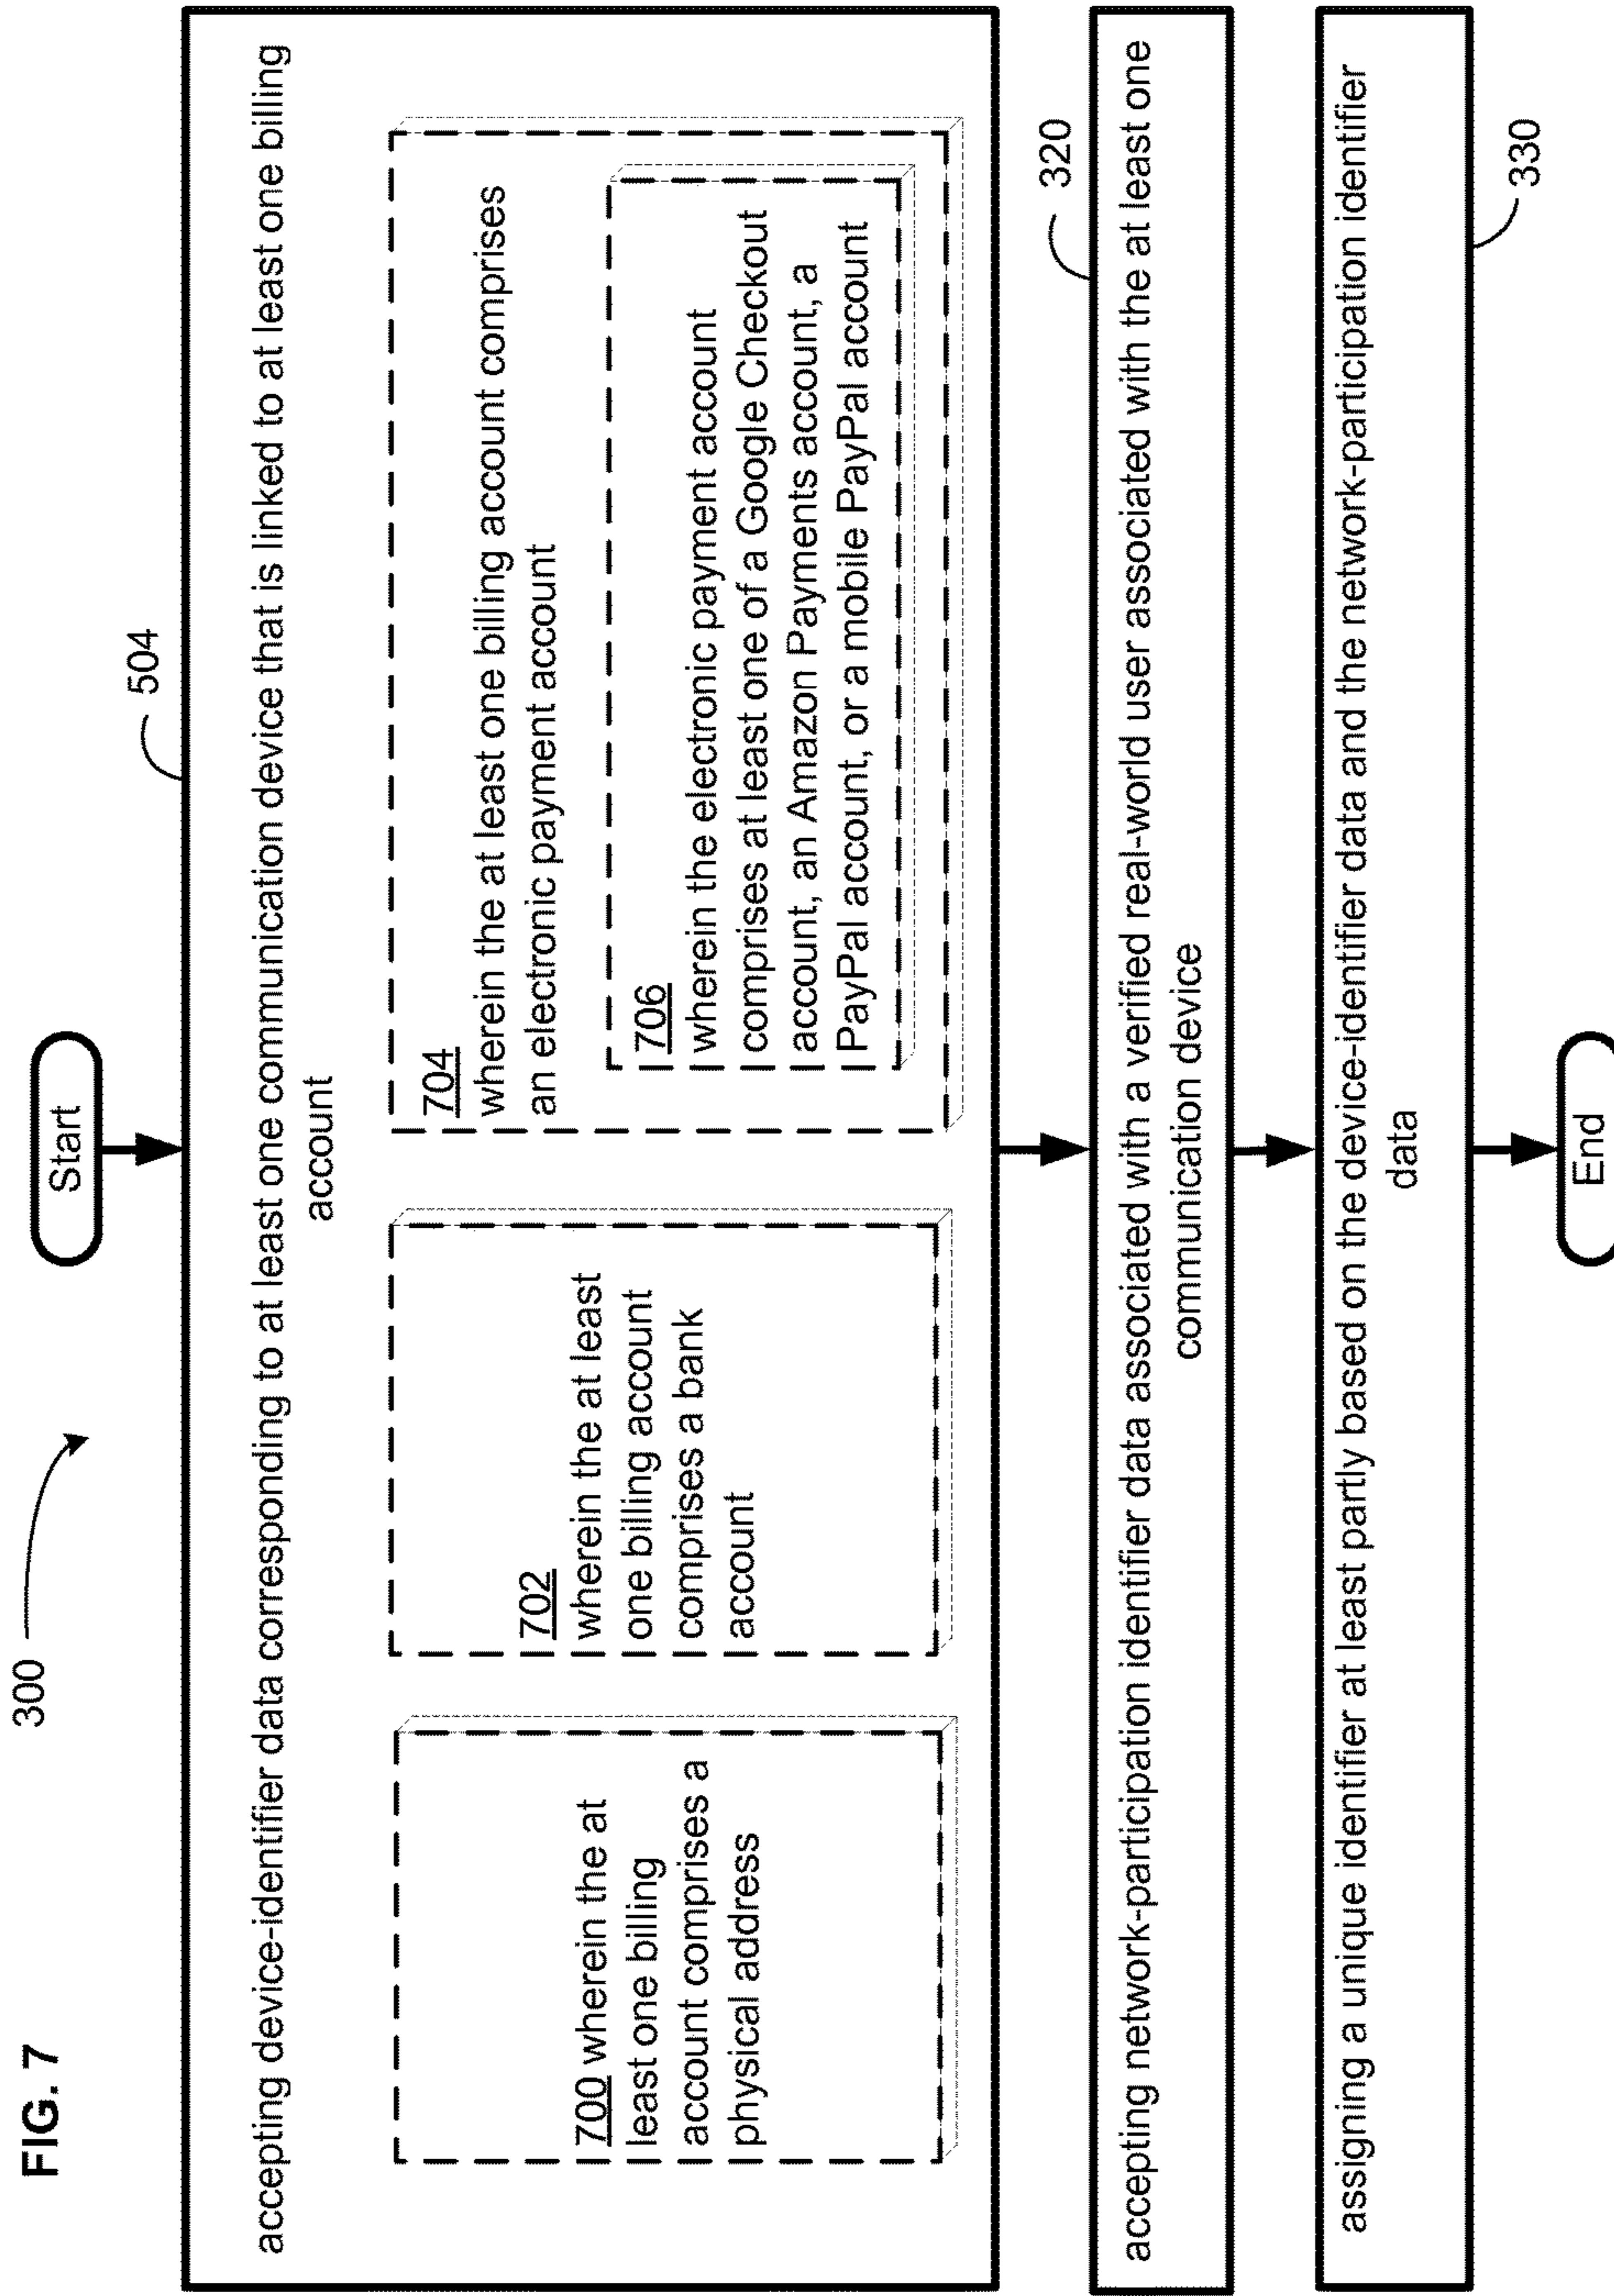 FIG. 7
300
Start
504
accepting device-identifier data corresponding to at least one communication device that is linked to at least one billing
account
700 wherein the at
least one billing
account comprises a
physical address
702
wherein the at least
one billing account
comprises a bank
account
704
wherein the at least one billing account comprises
an electronic payment account
706
wherein the electronic payment account
comprises at least one of a Google Checkout
account, an Amazon Payments account, a
PayPal account, or a mobile PayPal account
320
accepting network-participation identifier data associated with a verified real-world user associated with the at least one
communication device
330
assigning a unique identifier at least partly based on the device-identifier data and the network-participation identifier
data
End